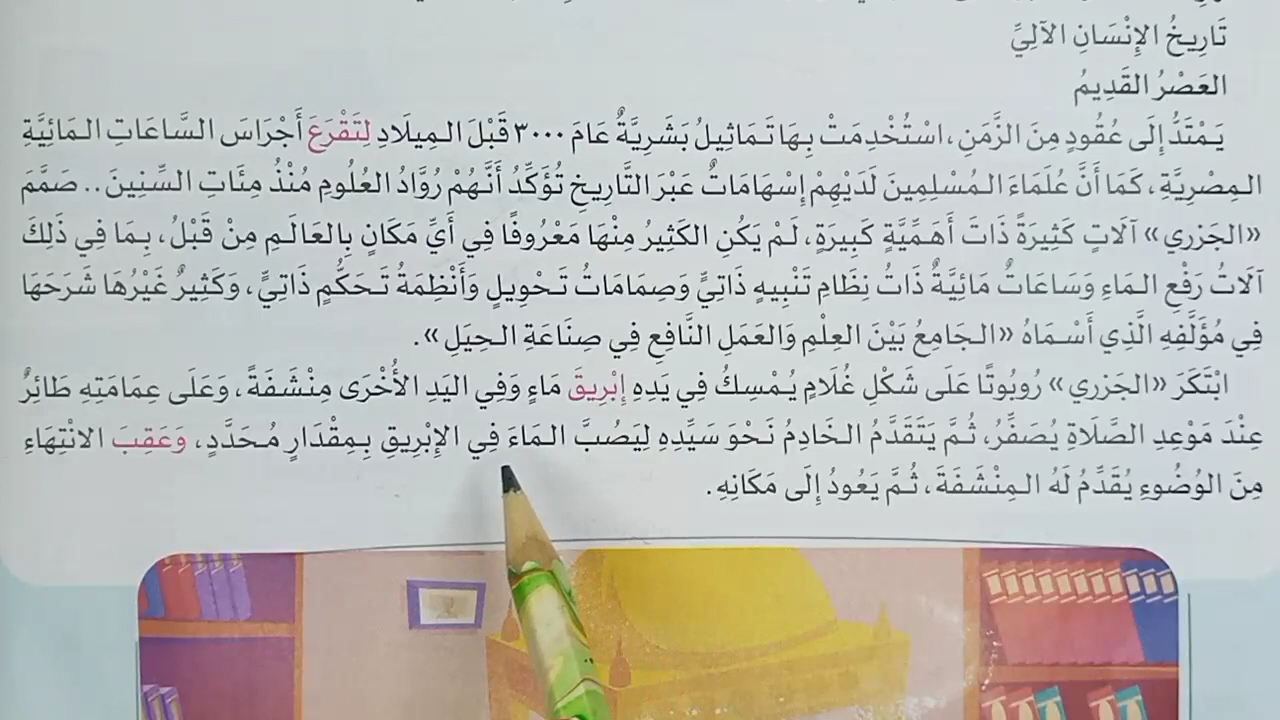 تَارِيخُ الإِنْسَانِ الآلِيِّ
العَصْرُ القَدِيمُ
يَمْتَدُّ إِلَى عُقُودٍ مِنَ الزَّمَنِ، اسْتُخْدِمَتْ بِهَا تَمَاثِيلُ بَشَرِيَّةٌ عَامَ ٣٠٠٠ قَبْلَ المِيلَادِ لِتَقْرَعَ أَجْرَاسَ السَّاعَاتِ المَائِيَّةِ
المِصْرِيَّةِ، كَمَا أَنَّ عُلَمَاءَ المُسْلِمِينَ لَدَيْهِمْ إِسْهَامَاتٌ عَبْرَ التَّارِيخِ تُؤَكِّدُ أَنَّهُمْ رُوَّادُ العُلُومِ مُنْذُ مِئَاتِ السِّنِينَ.. صَمَّمَ
«الجَزري» آلَاتٍ كَثِيرَةً ذَاتَ أَهَمِّيَّةٍ كَبِيرَةٍ، لَمْ يَكُنِ الكَثِيرُ مِنْهَا مَعْرُوفًا فِي أَيِّ مَكَانٍ بِالعَالَمِ مِنْ قَبْلُ، بِمَا فِي ذَلِكَ
آلَاتُ رَفْعِ المَاءِ وَسَاعَاتٌ مَائِيَّةٌ ذَاتُ نِظَامِ تَنْبِيهٍ ذَاتِيٍّ وَصِمَامَاتُ تَحْوِيلٍ وَأَنْظِمَةُ تَحَكُّمٍ ذَاتِيٍّ، وَكَثِيرٌ غَيْرُهَا شَرَحَهَا
فِي مُؤَلَّفِهِ الَّذِي أَسْمَاهُ «الجَامِعُ بَيْنَ العِلْمِ وَالعَمَلِ النَّافِعِ فِي صِنَاعَةِ الحِيَلِ».
ابْتَكَرَ «الجَزري» رُوبُوتًا عَلَى شَكْلِ غُلَامٍ يُمْسِكُ فِي يَدِهِ إِبْرِيقَ مَاءٍ وَفِي اليَدِ الأُخْرَى مِنْشَفَةً، وَعَلَى عِمَامَتِهِ طَائِرٌ
عِنْدَ مَوْعِدِ الصَّلَاةِ يُصَفِّرُ، ثُمَّ يَتَقَدَّمُ الخَادِمُ نَحْوَ سَيِّدِهِ لِيَصُبَّ المَاءَ فِي الإِبْرِيقِ بِمِقْدَارٍ مُحَدَّدٍ، وَعَقِبَ الانْتِهَاءِ
مِنَ الوُضُوءِ يُقَدِّمُ لَهُ المِنْشَفَةَ، ثُمَّ يَعُودُ إِلَى مَكَانِهِ.